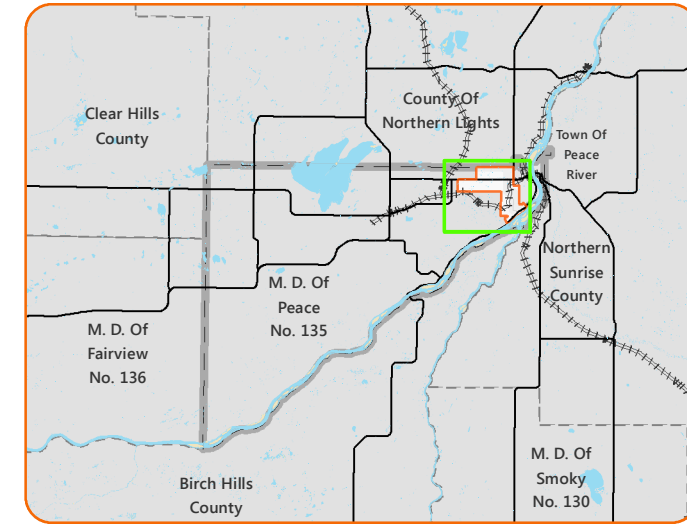 Clear Hills
County
County Of
Northern Lights
Town Of
Peace
River
Northern
Sunrise
County
M. D. Of
Peace
No. 135
M. D. Of
Fairview
No. 136
Birch Hills
County
M. D. Of
Smoky
No. 130